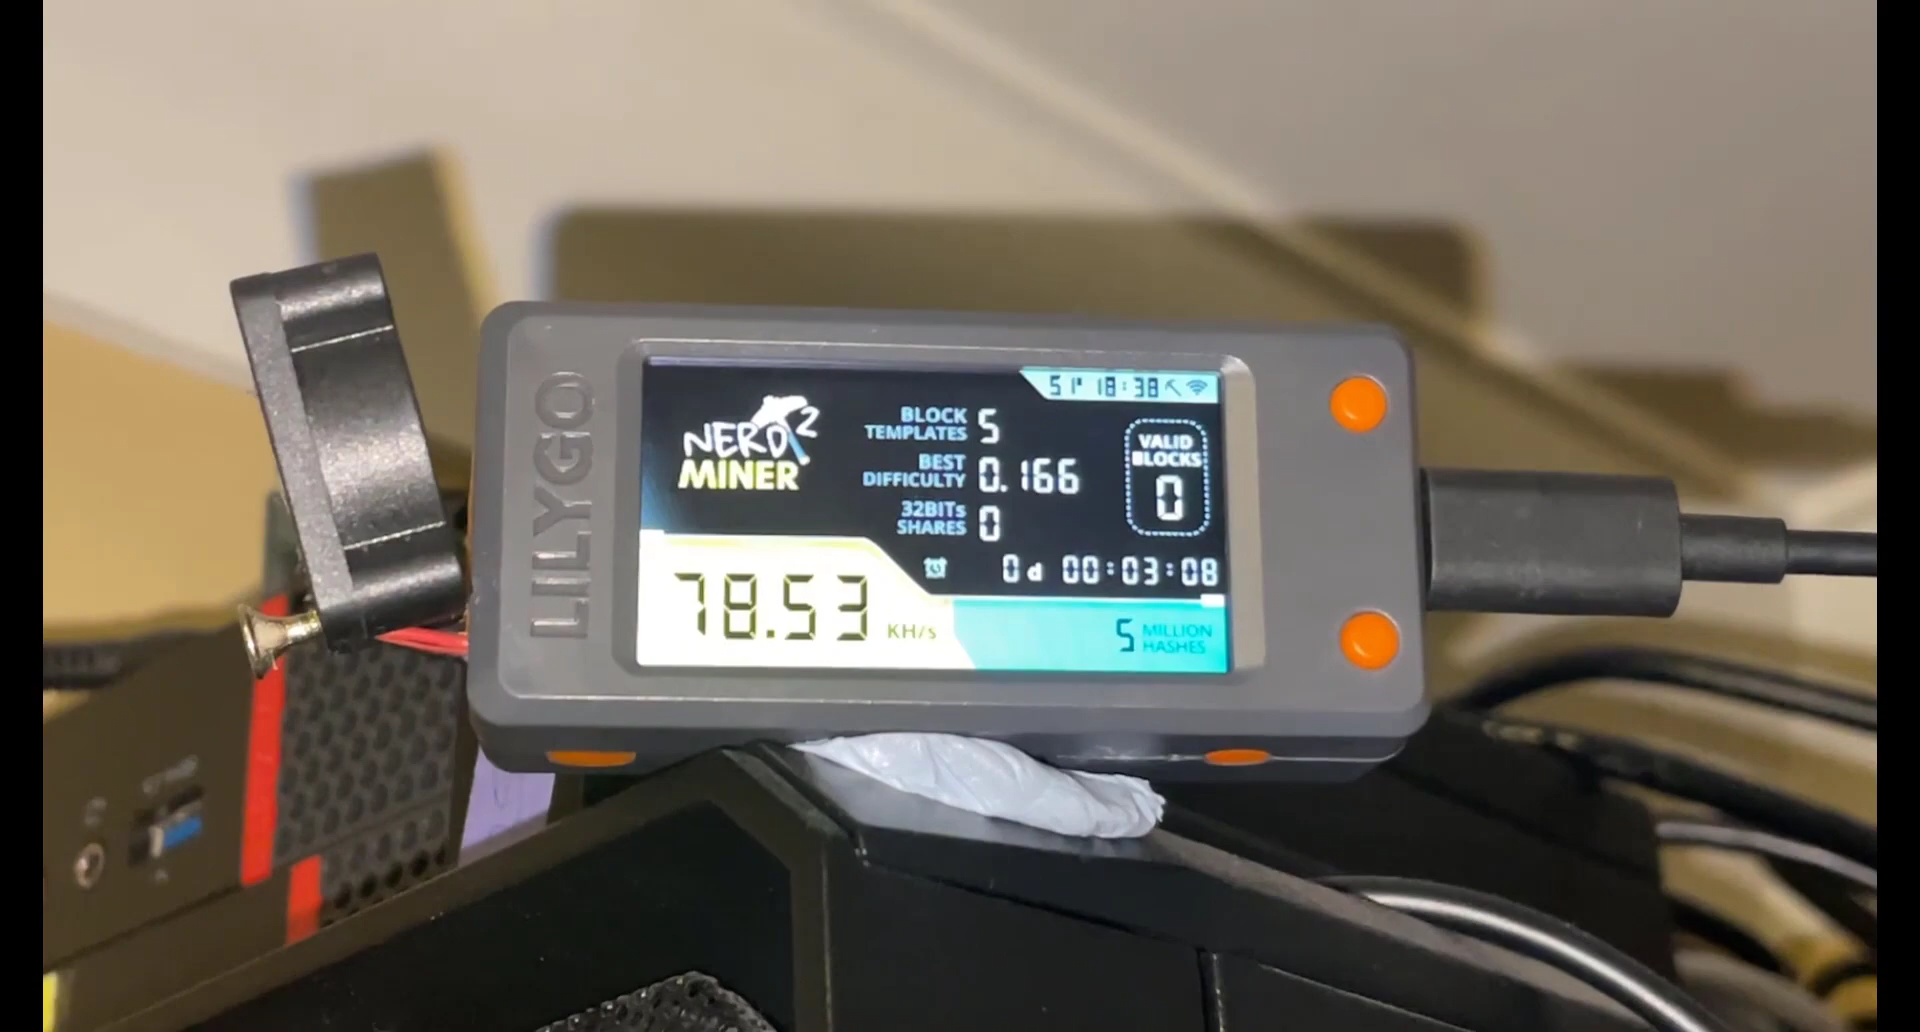 LILYGO
51° 18:38
NERD 2
MINER
BLOCK
TEMPLATES 5
BEST
DIFFICULTY 0.166
32BITs
SHARES 0
VALID
BLOCKS
0
0 d 00:03:08
78.53 KH/s
5 MILLION
HASHES